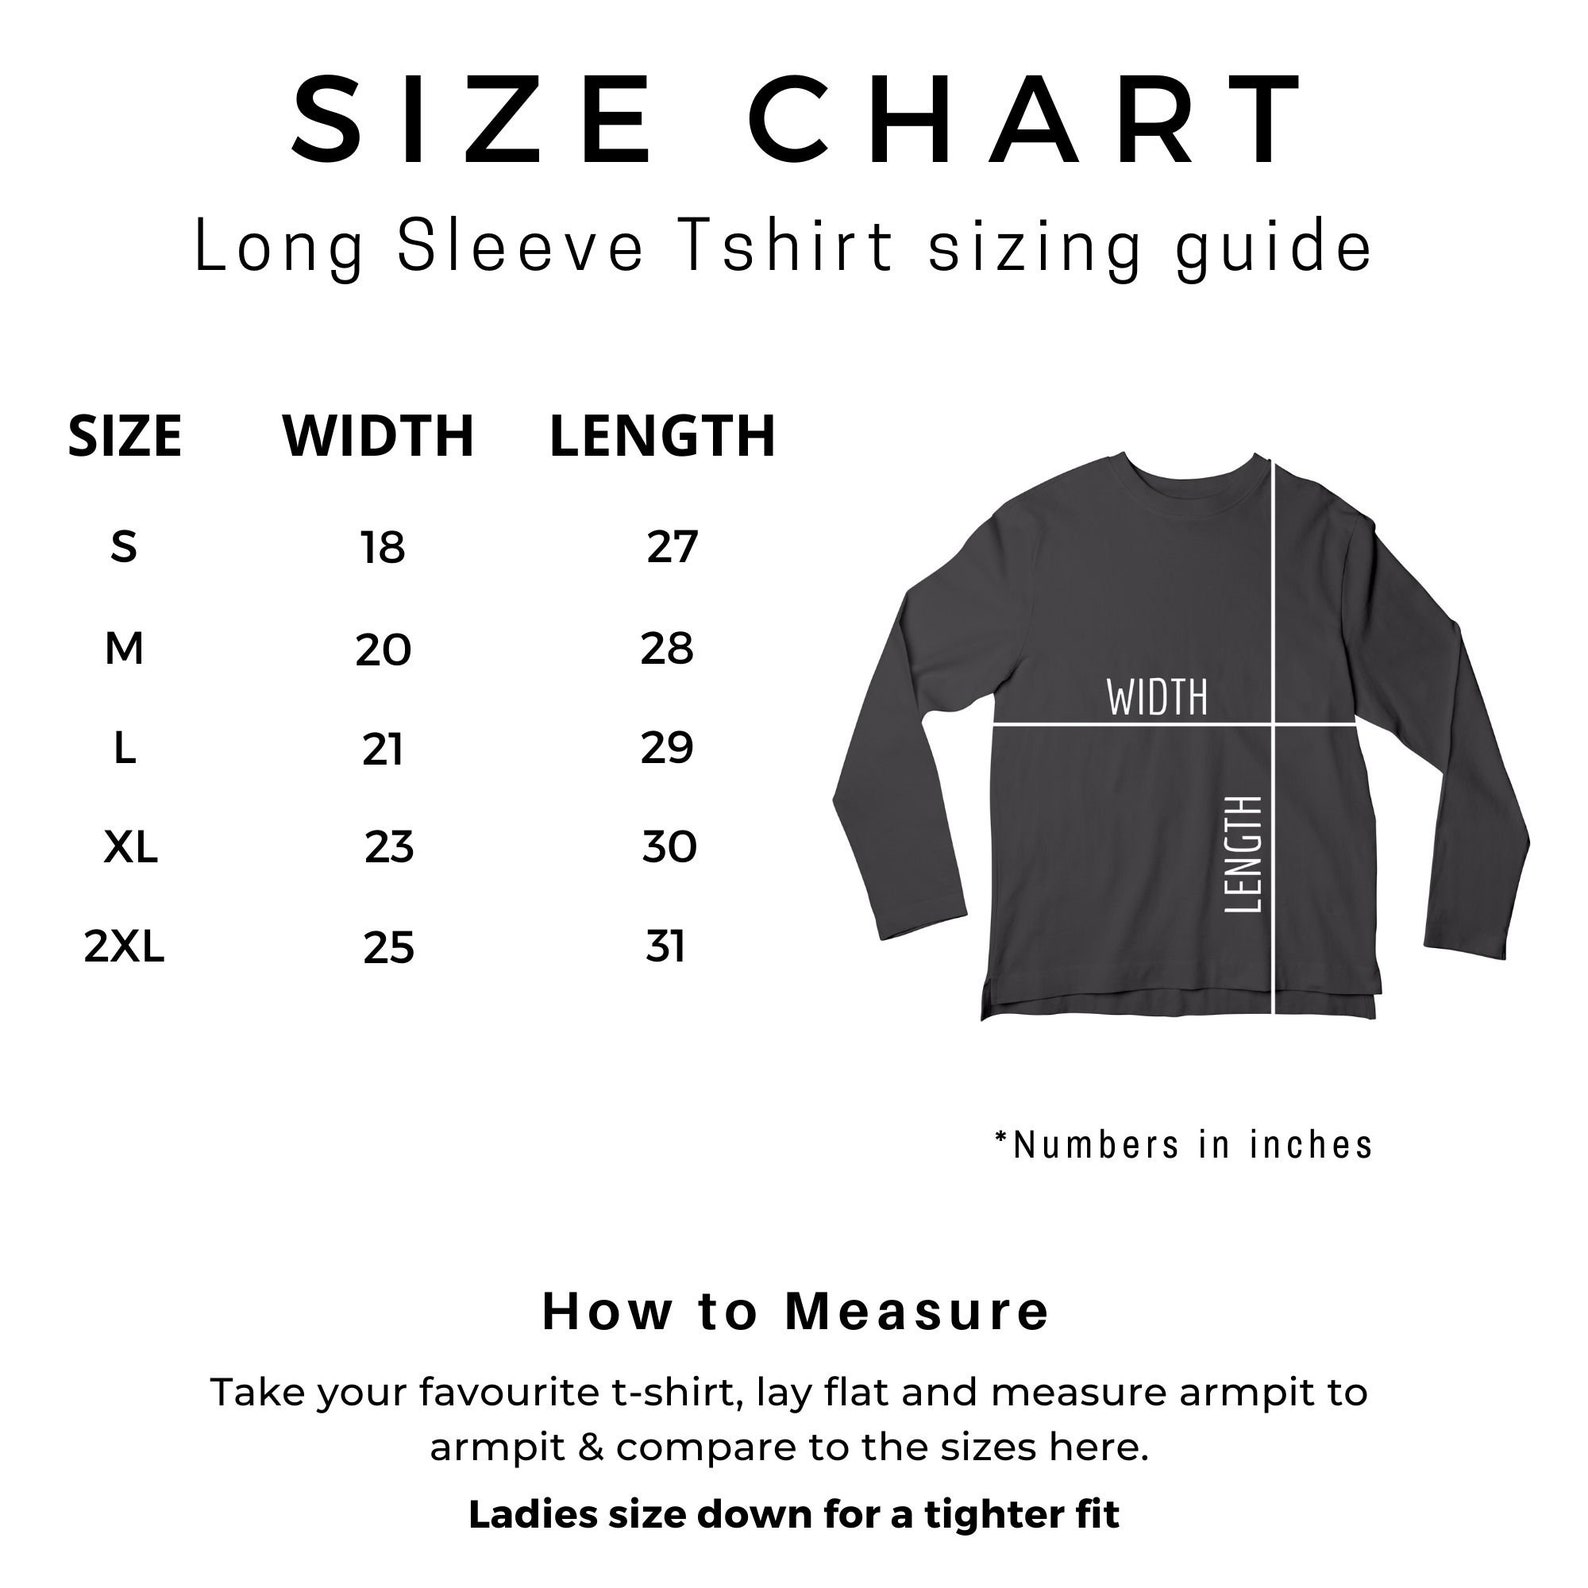 SIZE CHART
Long Sleeve Tshirt sizing guide
SIZE WIDTH LENGTH
S 18 27
M 20 28
L 21 29
XL 23 30
2XL 25 31
WIDTH
LENGTH
*Numbers in inches
How to Measure
Take your favourite t-shirt, lay flat and measure armpit to
armpit & compare to the sizes here.
Ladies size down for a tighter fit